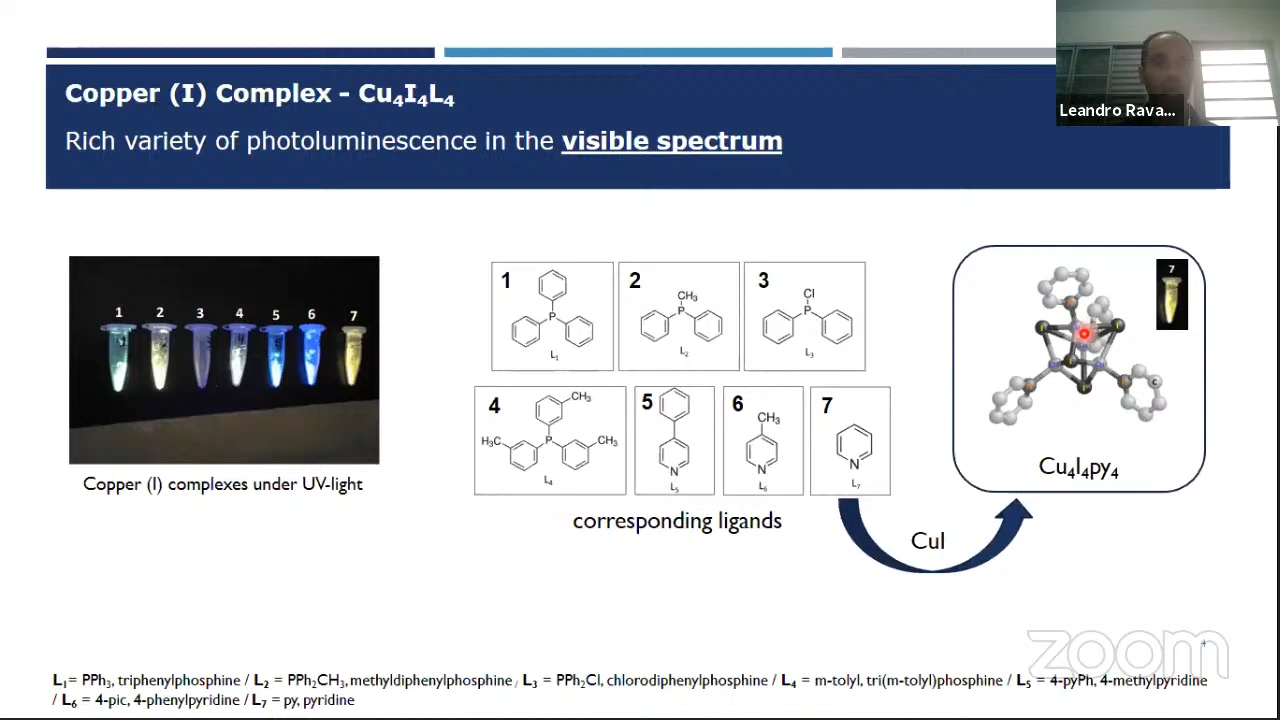 Copper (I) Complex - Cu₄I₄L₄
Rich variety of photoluminescence in the visible spectrum
Leandro Rava...
1 2 3 4 5 6 7
Copper (I) complexes under UV-light
1
P
L₁
2
CH₃
P
L₂
3
Cl
P
L₃
4
CH₃
H₃C
P
CH₃
L₄
5
N
L₅
6
CH₃
N
L₆
7
N
L₇
corresponding ligands
CuI
7
Cu₄I₄py₄
zoom
4
L₁= PPh₃, triphenylphosphine / L₂ = PPh₂CH₃, methyldiphenylphosphine / L₃ = PPh₂Cl, chlorodiphenylphosphine / L₄ = m-tolyl, tri(m-tolyl)phosphine / L₅ = 4-pyPh, 4-methylpyridine
/ L₆ = 4-pic, 4-phenylpyridine / L₇ = py, pyridine